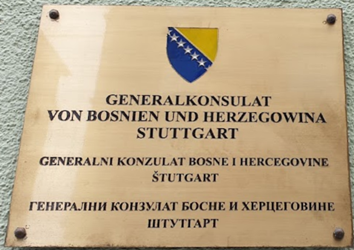 GENERALKONSULAT
VON BOSNIEN UND HERZEGOWINA
STUTTGART
GENERALNI KONZULAT BOSNE I HERCEGOVINE
ŠTUTGART
ГЕНЕРАЛНИ КОНЗУЛАТ БОСНЕ И ХЕРЦЕГОВИНЕ
ШТУТГАРТ